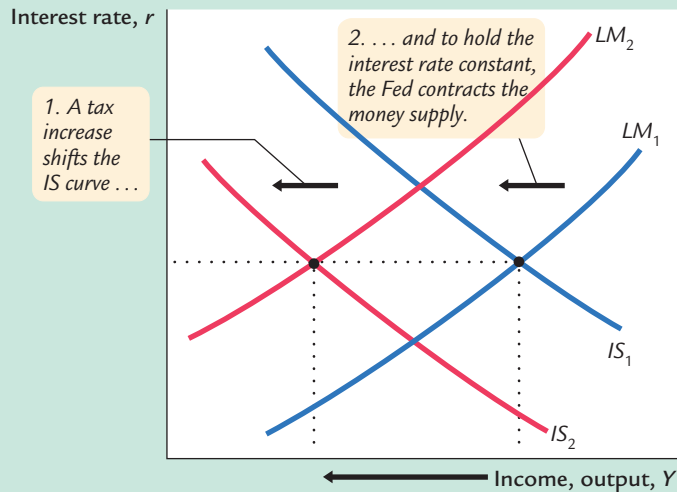 Interest rate, r
2. . . . and to hold the
interest rate constant,
the Fed contracts the
money supply.
LM2
1. A tax
increase
shifts the
IS curve . . .
LM1
IS1
IS2
Income, output, Y